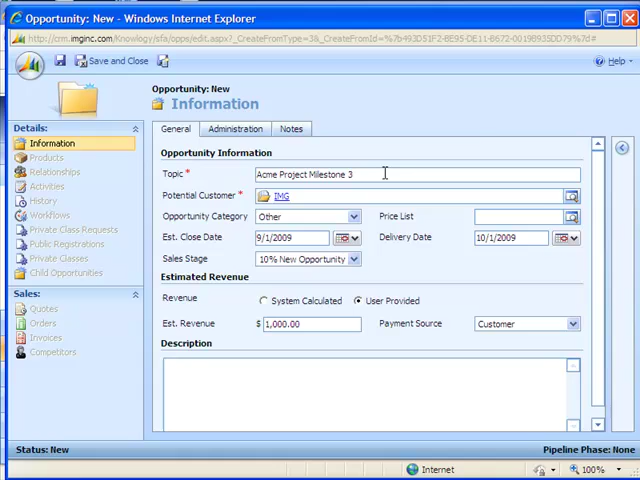 Opportunity: New - Windows Internet Explorer
http://crm.imginc.com/Knowlogy/sfa/opps/edit.aspx?_CreateFromType=3&_CreateFromId=%7b493D51F2-BE95-DE11-B672-00198935DD79%7d#
Save and Close
Help
Opportunity: New
Information
Details:
Information
Products
Relationships
Activities
History
Workflows
Private Class Requests
Public Registrations
Private Classes
Child Opportunities
Sales:
Quotes
Orders
Invoices
Competitors
General Administration Notes
Opportunity Information
Topic * Acme Project Milestone 3
Potential Customer * IMG
Opportunity Category Other Price List
Est. Close Date 9/1/2009 Delivery Date 10/1/2009
Sales Stage 10% New Opportunity
Estimated Revenue
Revenue System Calculated User Provided
Est. Revenue $ 1,000.00 Payment Source Customer
Description
Status: New Pipeline Phase: None
Internet 100%